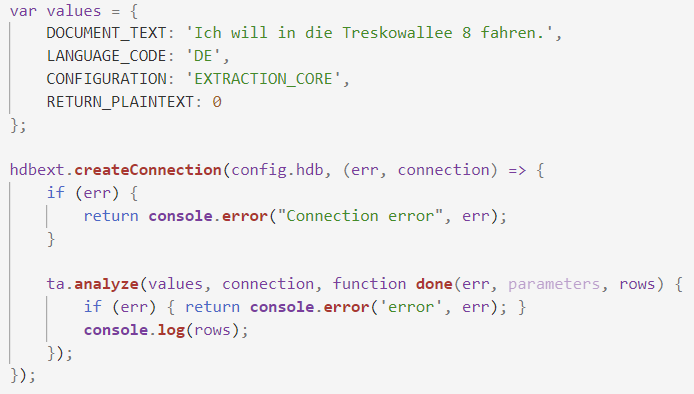 var values = {
    DOCUMENT_TEXT: 'Ich will in die Treskowallee 8 fahren.',
    LANGUAGE_CODE: 'DE',
    CONFIGURATION: 'EXTRACTION_CORE',
    RETURN_PLAINTEXT: 0
};

hdbext.createConnection(config.hdb, (err, connection) => {
    if (err) {
        return console.error("Connection error", err);
    }

    ta.analyze(values, connection, function done(err, parameters, rows) {
        if (err) { return console.error('error', err); }
        console.log(rows);
    });
});